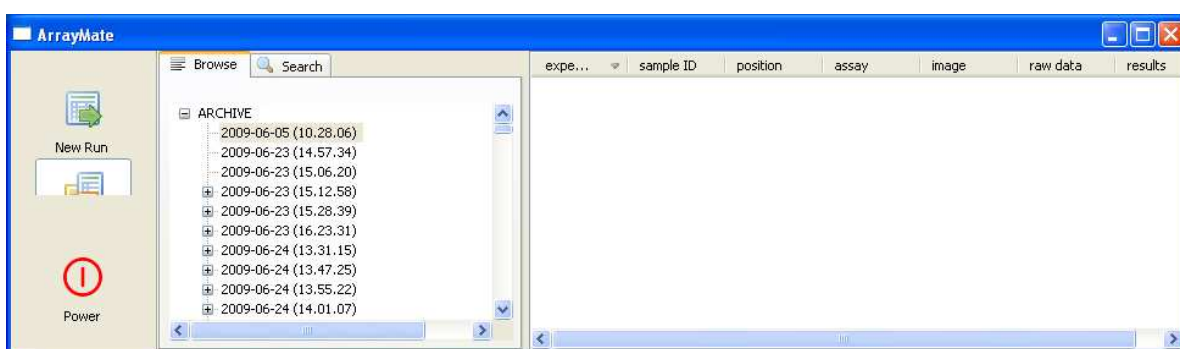 ArrayMate
Browse Search
expe... sample ID position assay image raw data results
New Run
Power
ARCHIVE
2009-06-05 (10.28.06)
2009-06-23 (14.57.34)
2009-06-23 (15.06.20)
2009-06-23 (15.12.58)
2009-06-23 (15.28.39)
2009-06-23 (16.23.31)
2009-06-24 (13.31.15)
2009-06-24 (13.47.25)
2009-06-24 (13.55.22)
2009-06-24 (14.01.07)